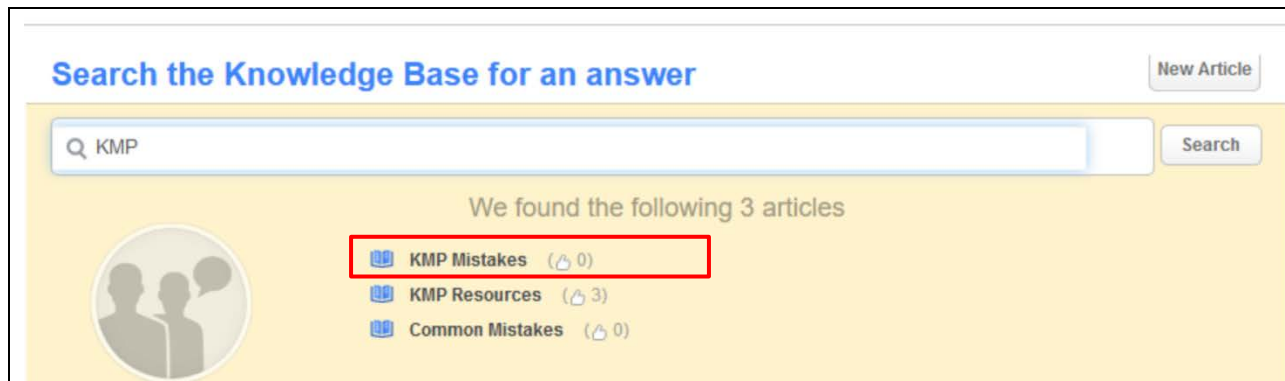 Search the Knowledge Base for an answer
New Article
KMP
Search
We found the following 3 articles
KMP Mistakes (0)
KMP Resources (3)
Common Mistakes (0)